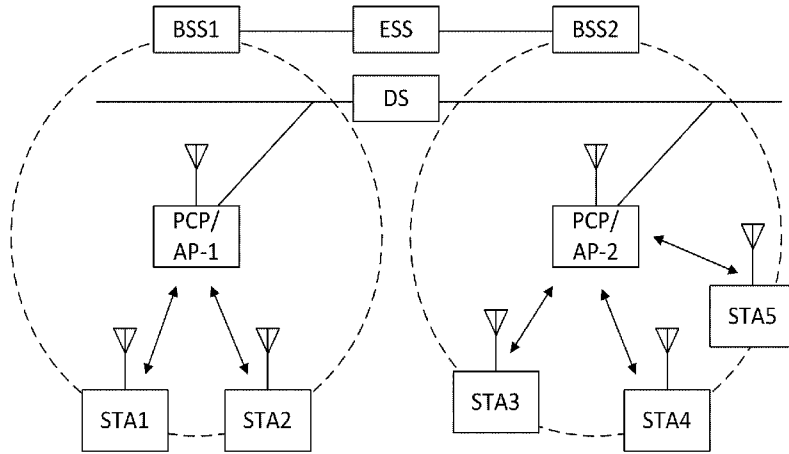 BSS1
ESS
BSS2
DS
PCP/
AP-1
PCP/
AP-2
STA1
STA2
STA3
STA4
STA5